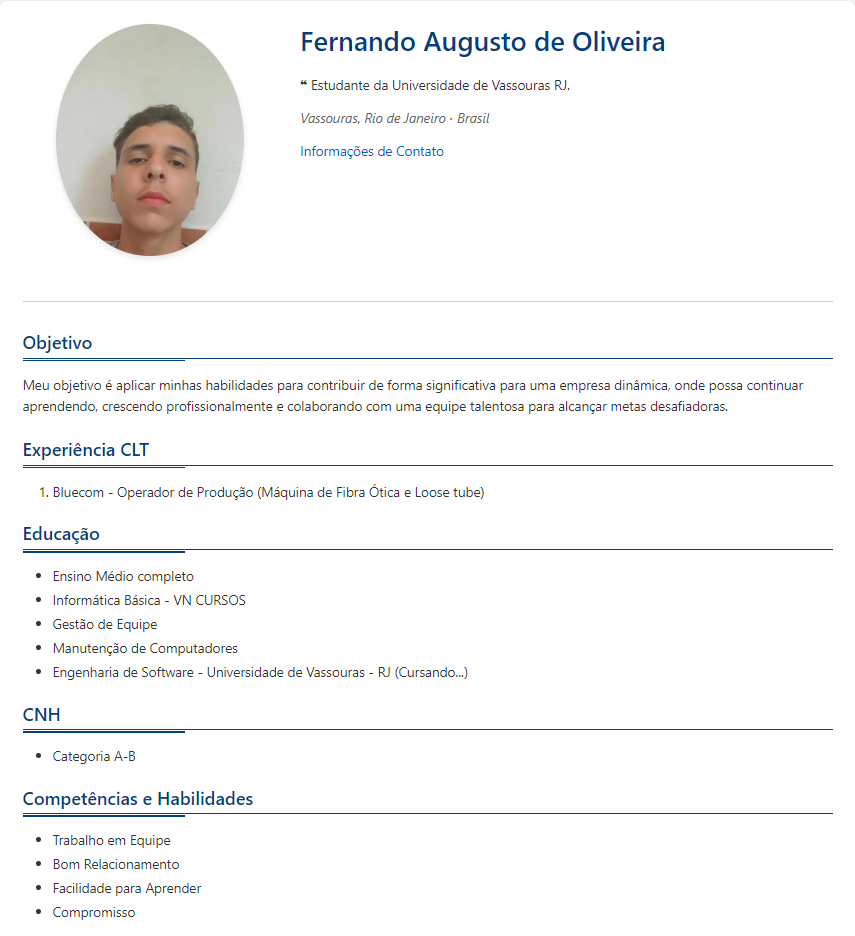 Fernando Augusto de Oliveira
❝ Estudante da Universidade de Vassouras RJ.
Vassouras, Rio de Janeiro · Brasil
Informações de Contato
Objetivo
Meu objetivo é aplicar minhas habilidades para contribuir de forma significativa para uma empresa dinâmica, onde possa continuar
aprendendo, crescendo profissionalmente e colaborando com uma equipe talentosa para alcançar metas desafiadoras.
Experiência CLT
1. Bluecom - Operador de Produção (Máquina de Fibra Ótica e Loose tube)
Educação
• Ensino Médio completo
• Informática Básica - VN CURSOS
• Gestão de Equipe
• Manutenção de Computadores
• Engenharia de Software - Universidade de Vassouras - RJ (Cursando...)
CNH
• Categoria A-B
Competências e Habilidades
• Trabalho em Equipe
• Bom Relacionamento
• Facilidade para Aprender
• Compromisso